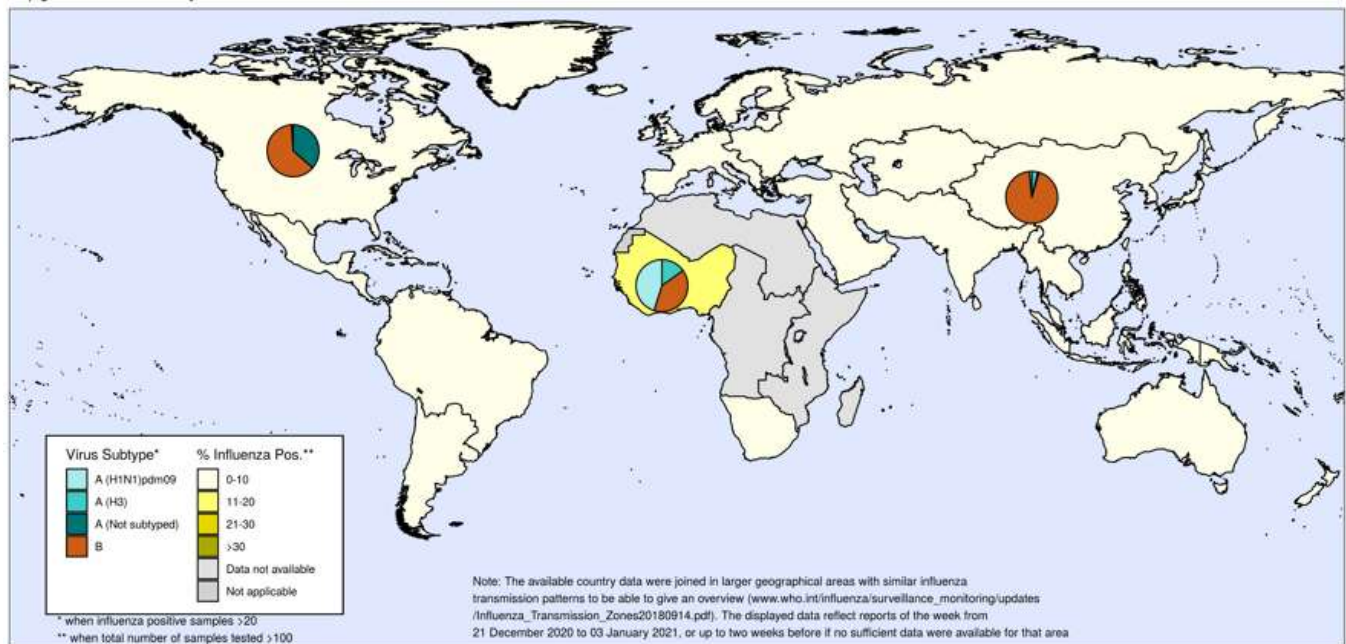 Virus Subtype*
A (H1N1)pdm09
A (H3)
A (Not subtyped)
B
% Influenza Pos.**
0-10
11-20
21-30
>30
Data not available
Not applicable
* when influenza positive samples >20
** when total number of samples tested >100
Note: The available country data were joined in larger geographical areas with similar influenza
transmission patterns to be able to give an overview (www.who.int/influenza/surveillance_monitoring/updates
/Influenza_Transmission_Zones20180914.pdf). The displayed data reflect reports of the week from
21 December 2020 to 03 January 2021, or up to two weeks before if no sufficient data were available for that area